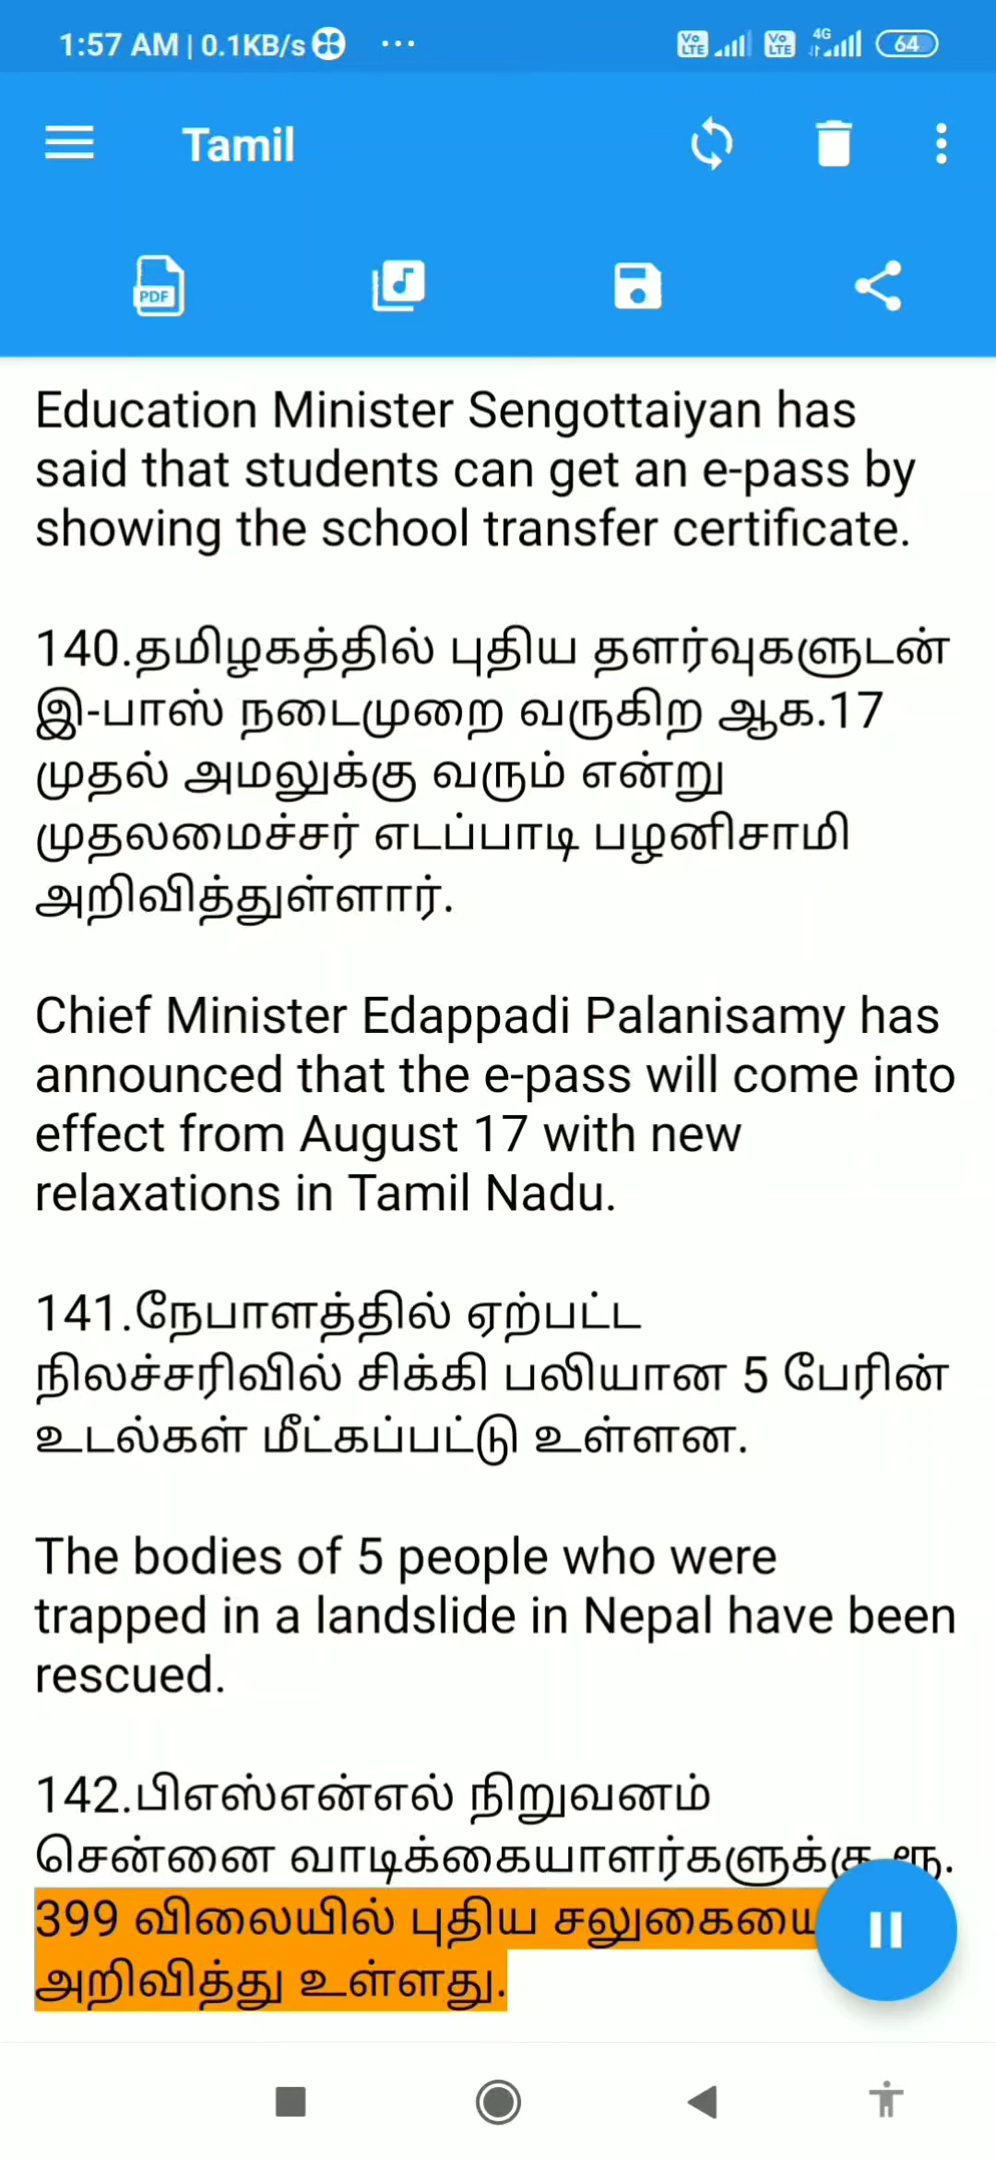 1:57 AM | 0.1KB/s ...
Vo LTE Vo LTE 4G 64
Tamil
PDF
Education Minister Sengottaiyan has
said that students can get an e-pass by
showing the school transfer certificate.
140.தமிழகத்தில் புதிய தளர்வுகளுடன்
இ-பாஸ் நடைமுறை வருகிற ஆக.17
முதல் அமலுக்கு வரும் என்று
முதலமைச்சர் எடப்பாடி பழனிசாமி
அறிவித்துள்ளார்.
Chief Minister Edappadi Palanisamy has
announced that the e-pass will come into
effect from August 17 with new
relaxations in Tamil Nadu.
141.நேபாளத்தில் ஏற்பட்ட
நிலச்சரிவில் சிக்கி பலியான 5 பேரின்
உடல்கள் மீட்கப்பட்டு உள்ளன.
The bodies of 5 people who were
trapped in a landslide in Nepal have been
rescued.
142.பிஎஸ்என்எல் நிறுவனம்
சென்னை வாடிக்கையாளர்களுக்கு ரூ.
399 விலையில் புதிய சலுகையை
அறிவித்து உள்ளது.